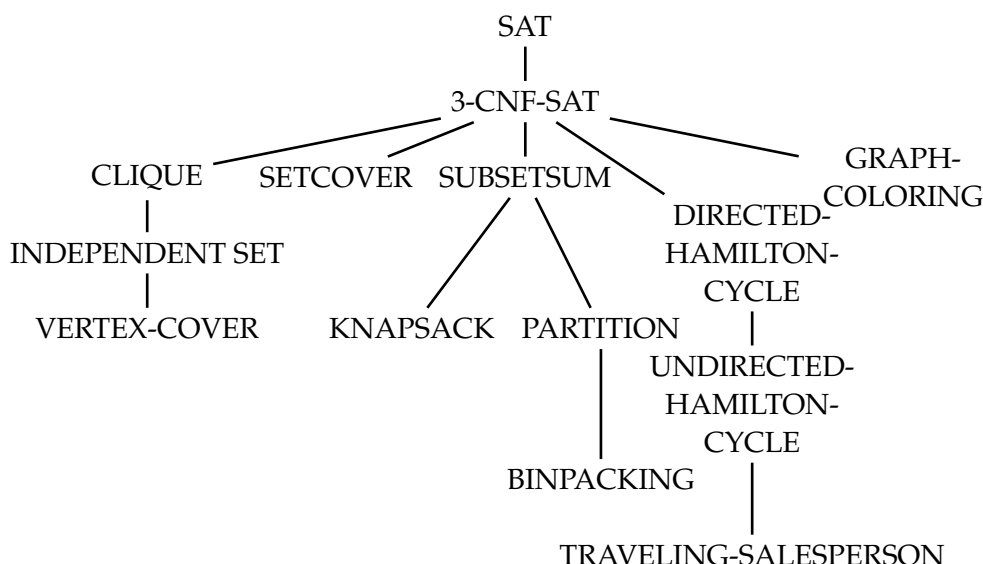 SAT
3-CNF-SAT
CLIQUE
SETCOVER
SUBSETSUM
GRAPH-
COLORING
DIRECTED-
HAMILTON-
CYCLE
INDEPENDENT SET
VERTEX-COVER
KNAPSACK
PARTITION
UNDIRECTED-
HAMILTON-
CYCLE
BINPACKING
TRAVELING-SALESPERSON